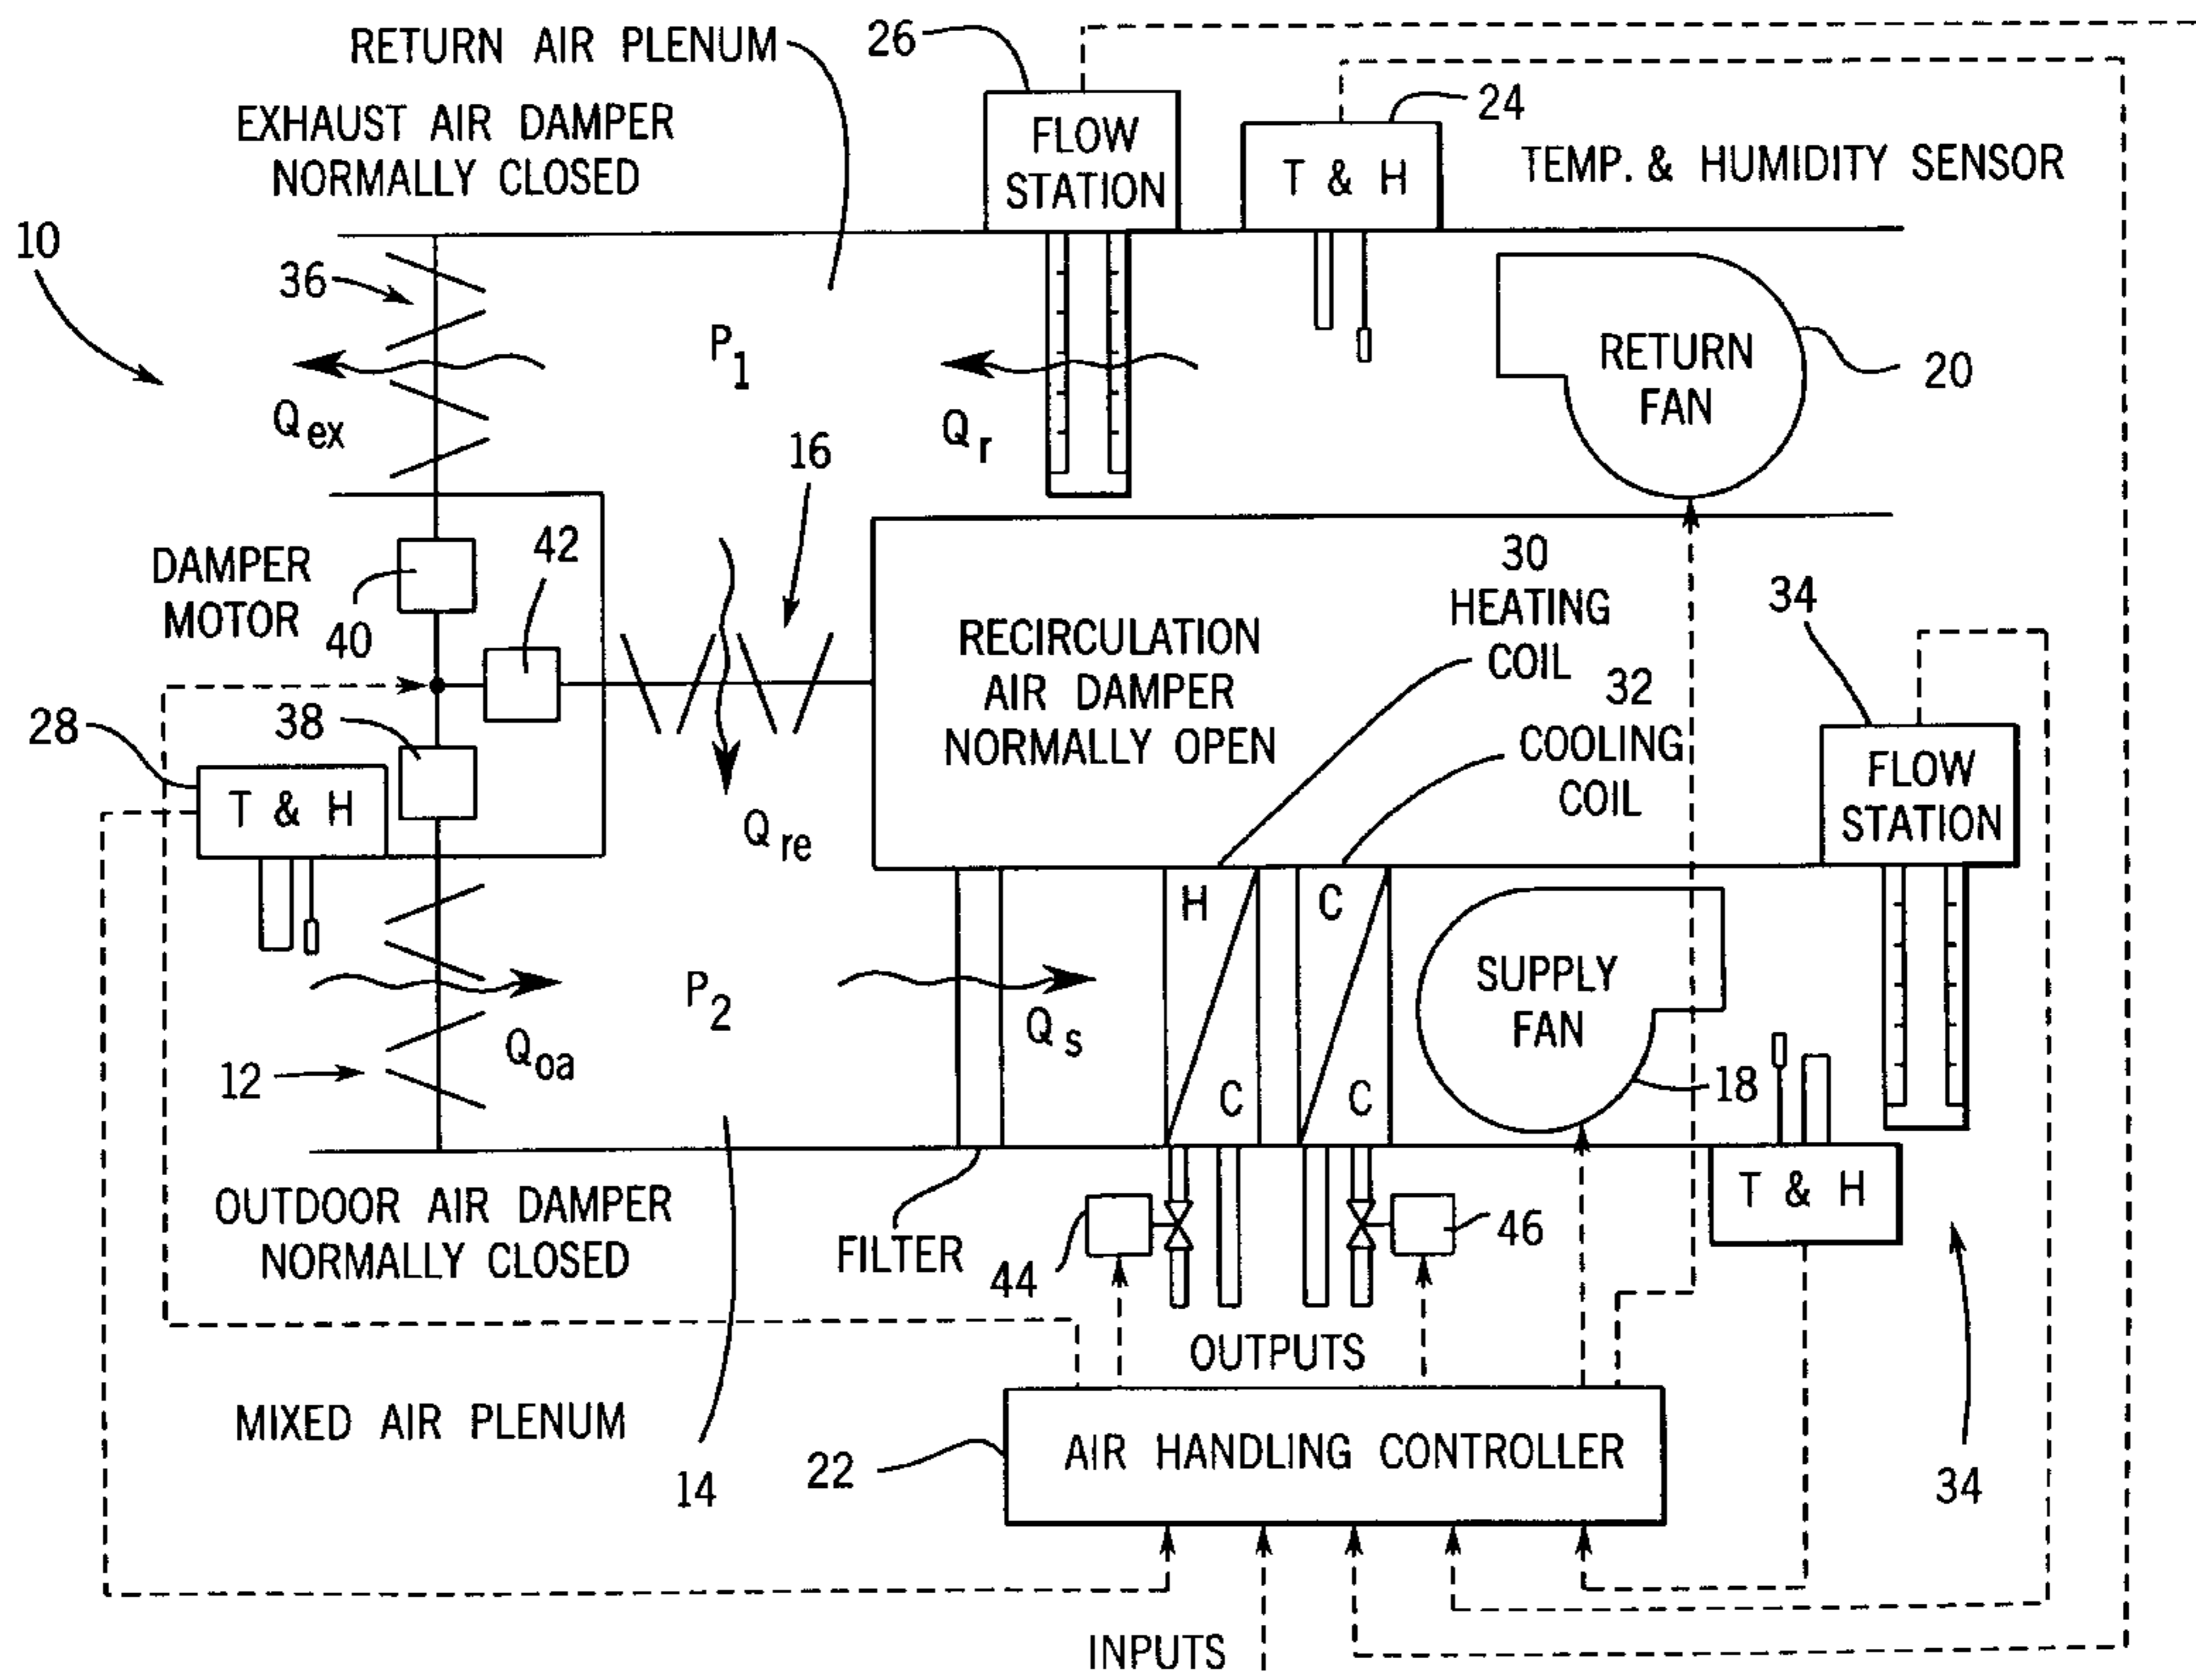 RETURN AIR PLENUM
26
EXHAUST AIR DAMPER
NORMALLY CLOSED
FLOW
STATION
24
T & H
TEMP. & HUMIDITY SENSOR
10
36
P1
RETURN
FAN
20
Qex
Qr
16
DAMPER
MOTOR
40
42
30
HEATING
COIL
34
RECIRCULATION
AIR DAMPER
NORMALLY OPEN
32
COOLING
COIL
28
38
T & H
Qre
FLOW
STATION
H
C
C
C
SUPPLY
FAN
P2
Qs
Qoa
12
18
T & H
OUTDOOR AIR DAMPER
NORMALLY CLOSED
FILTER
44
46
OUTPUTS
MIXED AIR PLENUM
14
22
AIR HANDLING CONTROLLER
34
INPUTS